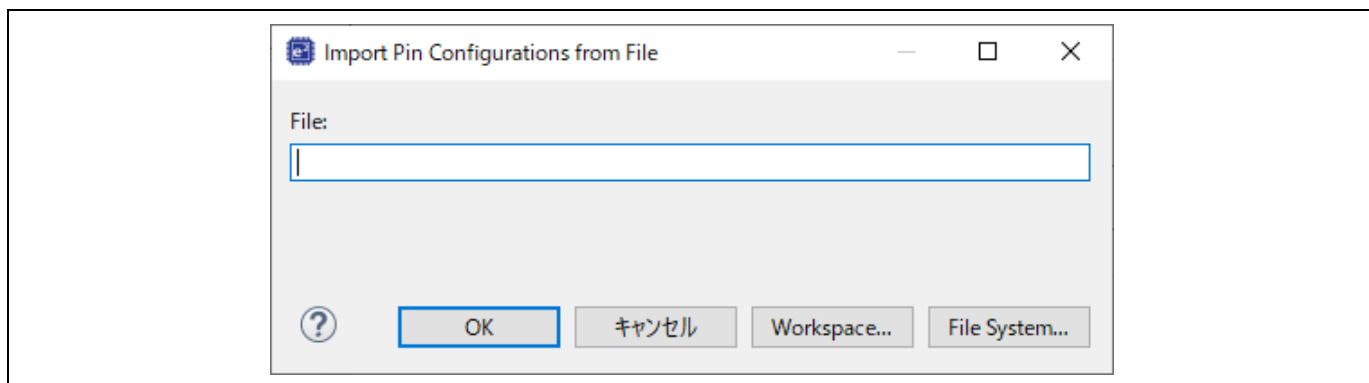 Import Pin Configurations from File
File:
OK キャンセル Workspace... File System...